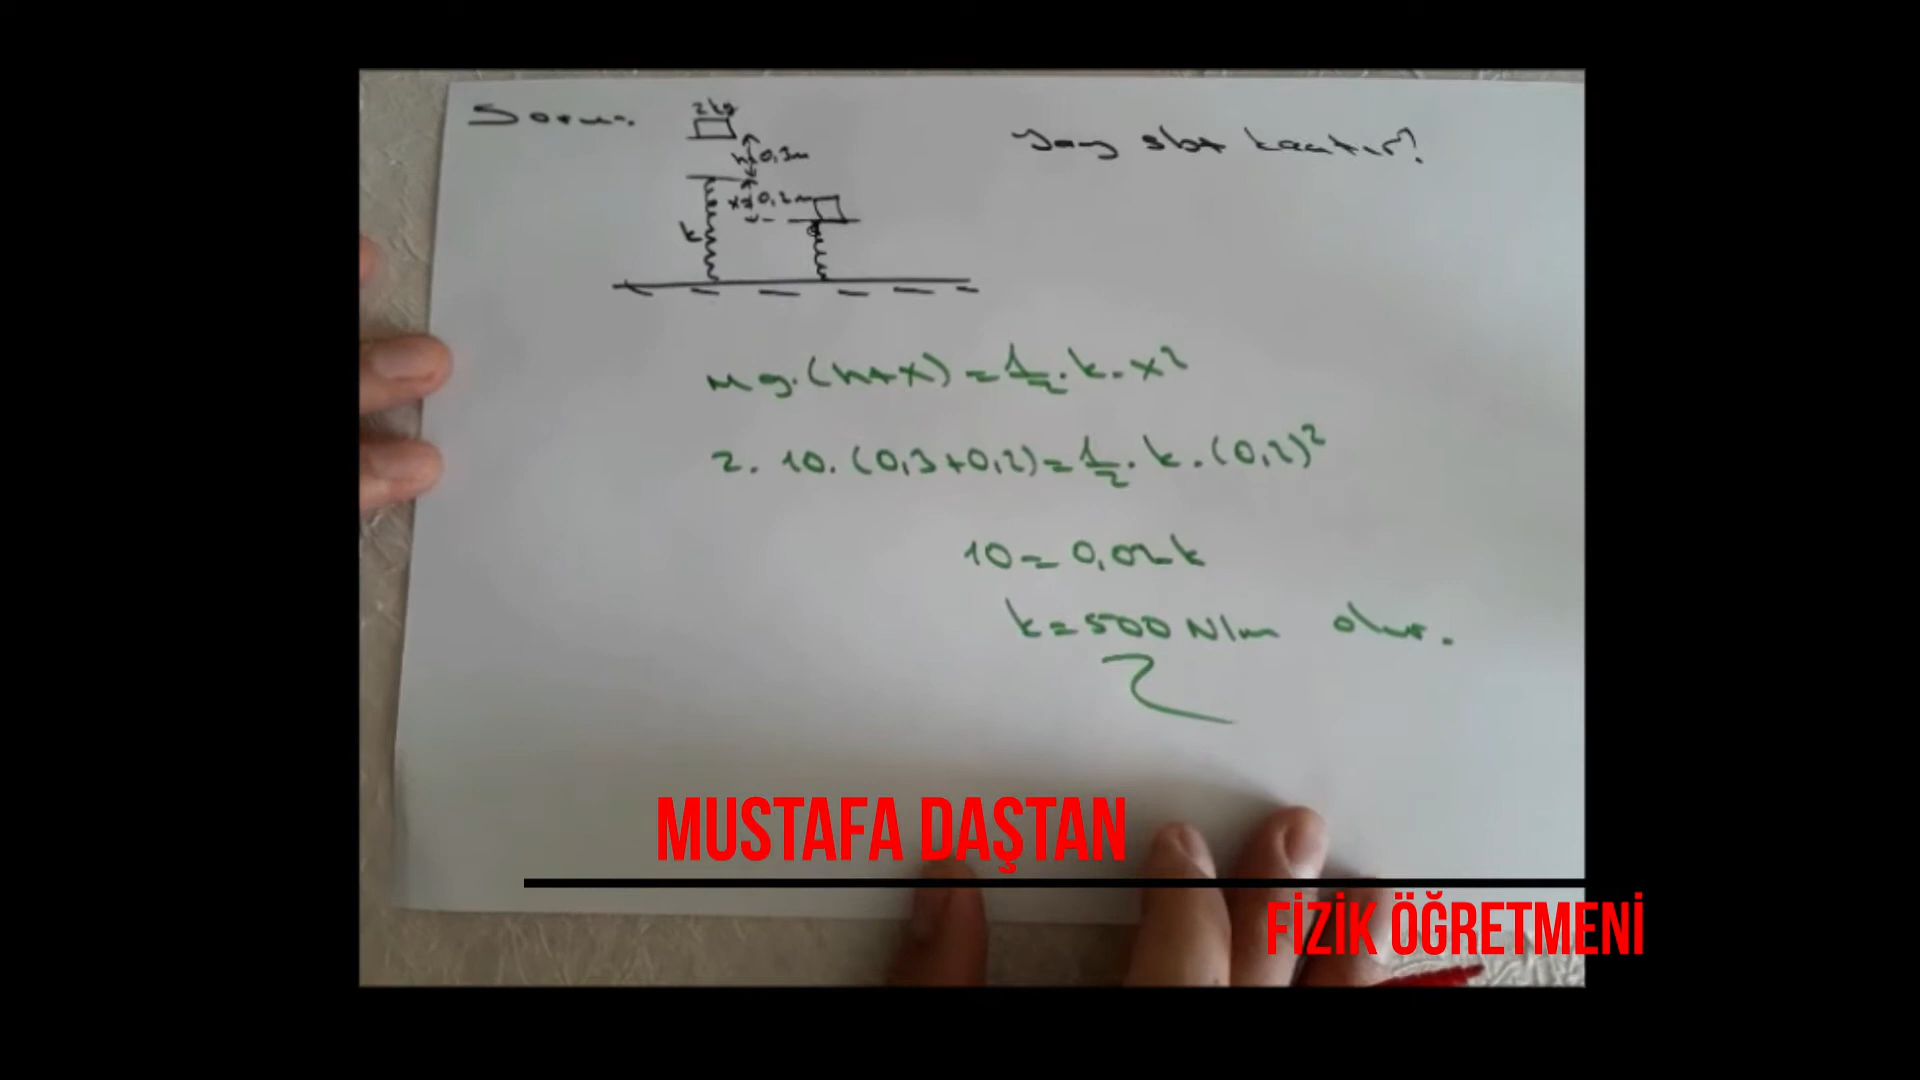 Soru:
2kg
h=0,3m
x=0,2m
k
Yay sbt kaçtır?
mg.(h+x)=1/2.k.x²
2.10.(0,3+0,2)=1/2.k.(0,2)²
10=0,02k
k=500 N/m olur.
MUSTAFA DAŞTAN
FİZİK ÖĞRETMENİ